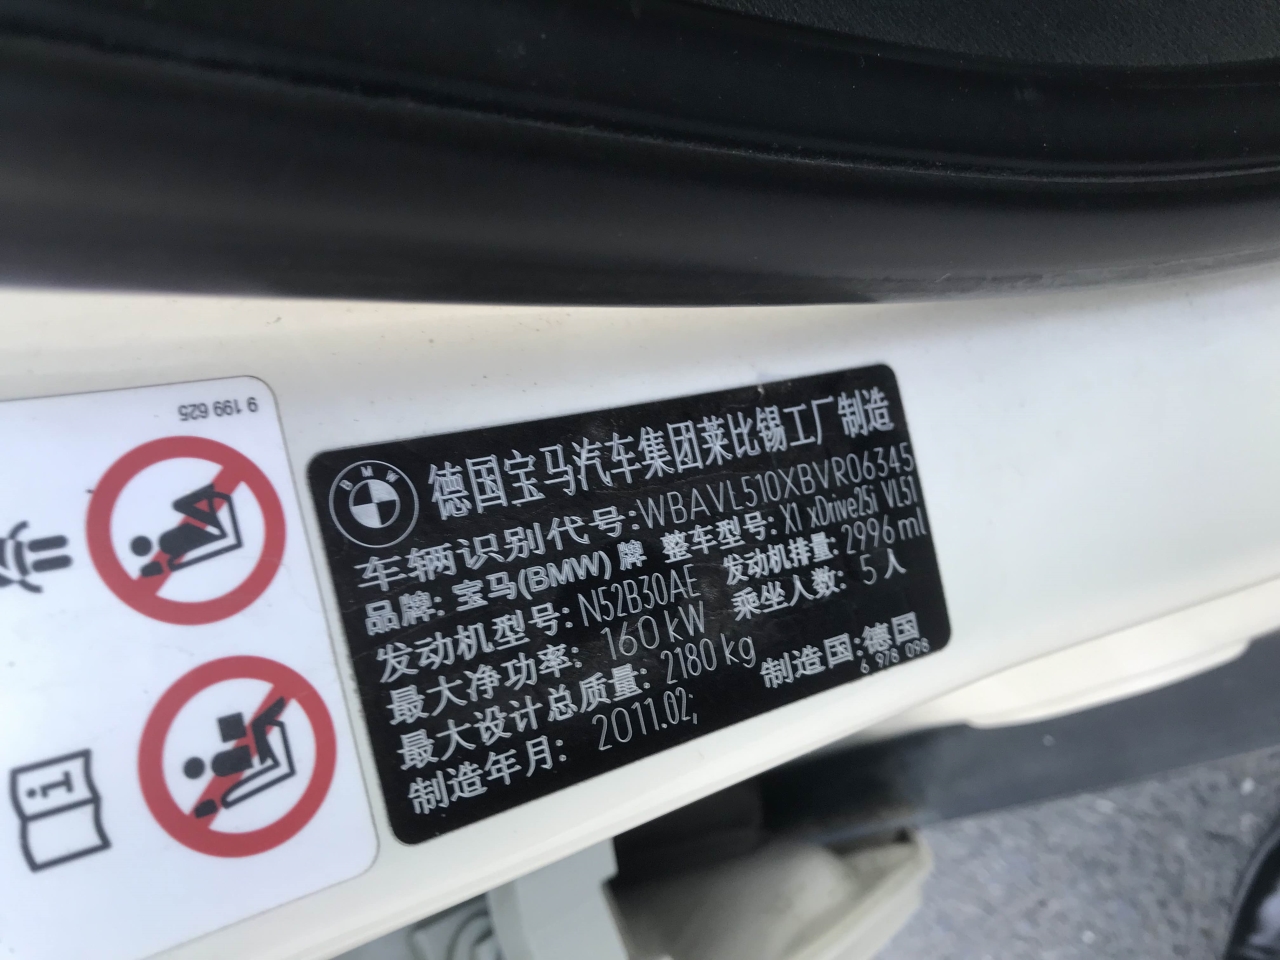 9 199 625
BMW
德国宝马汽车集团莱比锡工厂制造
车辆识别代号:WBAVL510XBVR06345
品牌: 宝马(BMW)牌 整车型号: X1 xDrive25i VL51
发动机型号: N52B30AE 发动机排量: 2996ml
最大净功率: 160kW 乘坐人数: 5人
最大设计总质量: 2180kg 制造国:德国
制造年月: 2011.02; 6 978 098